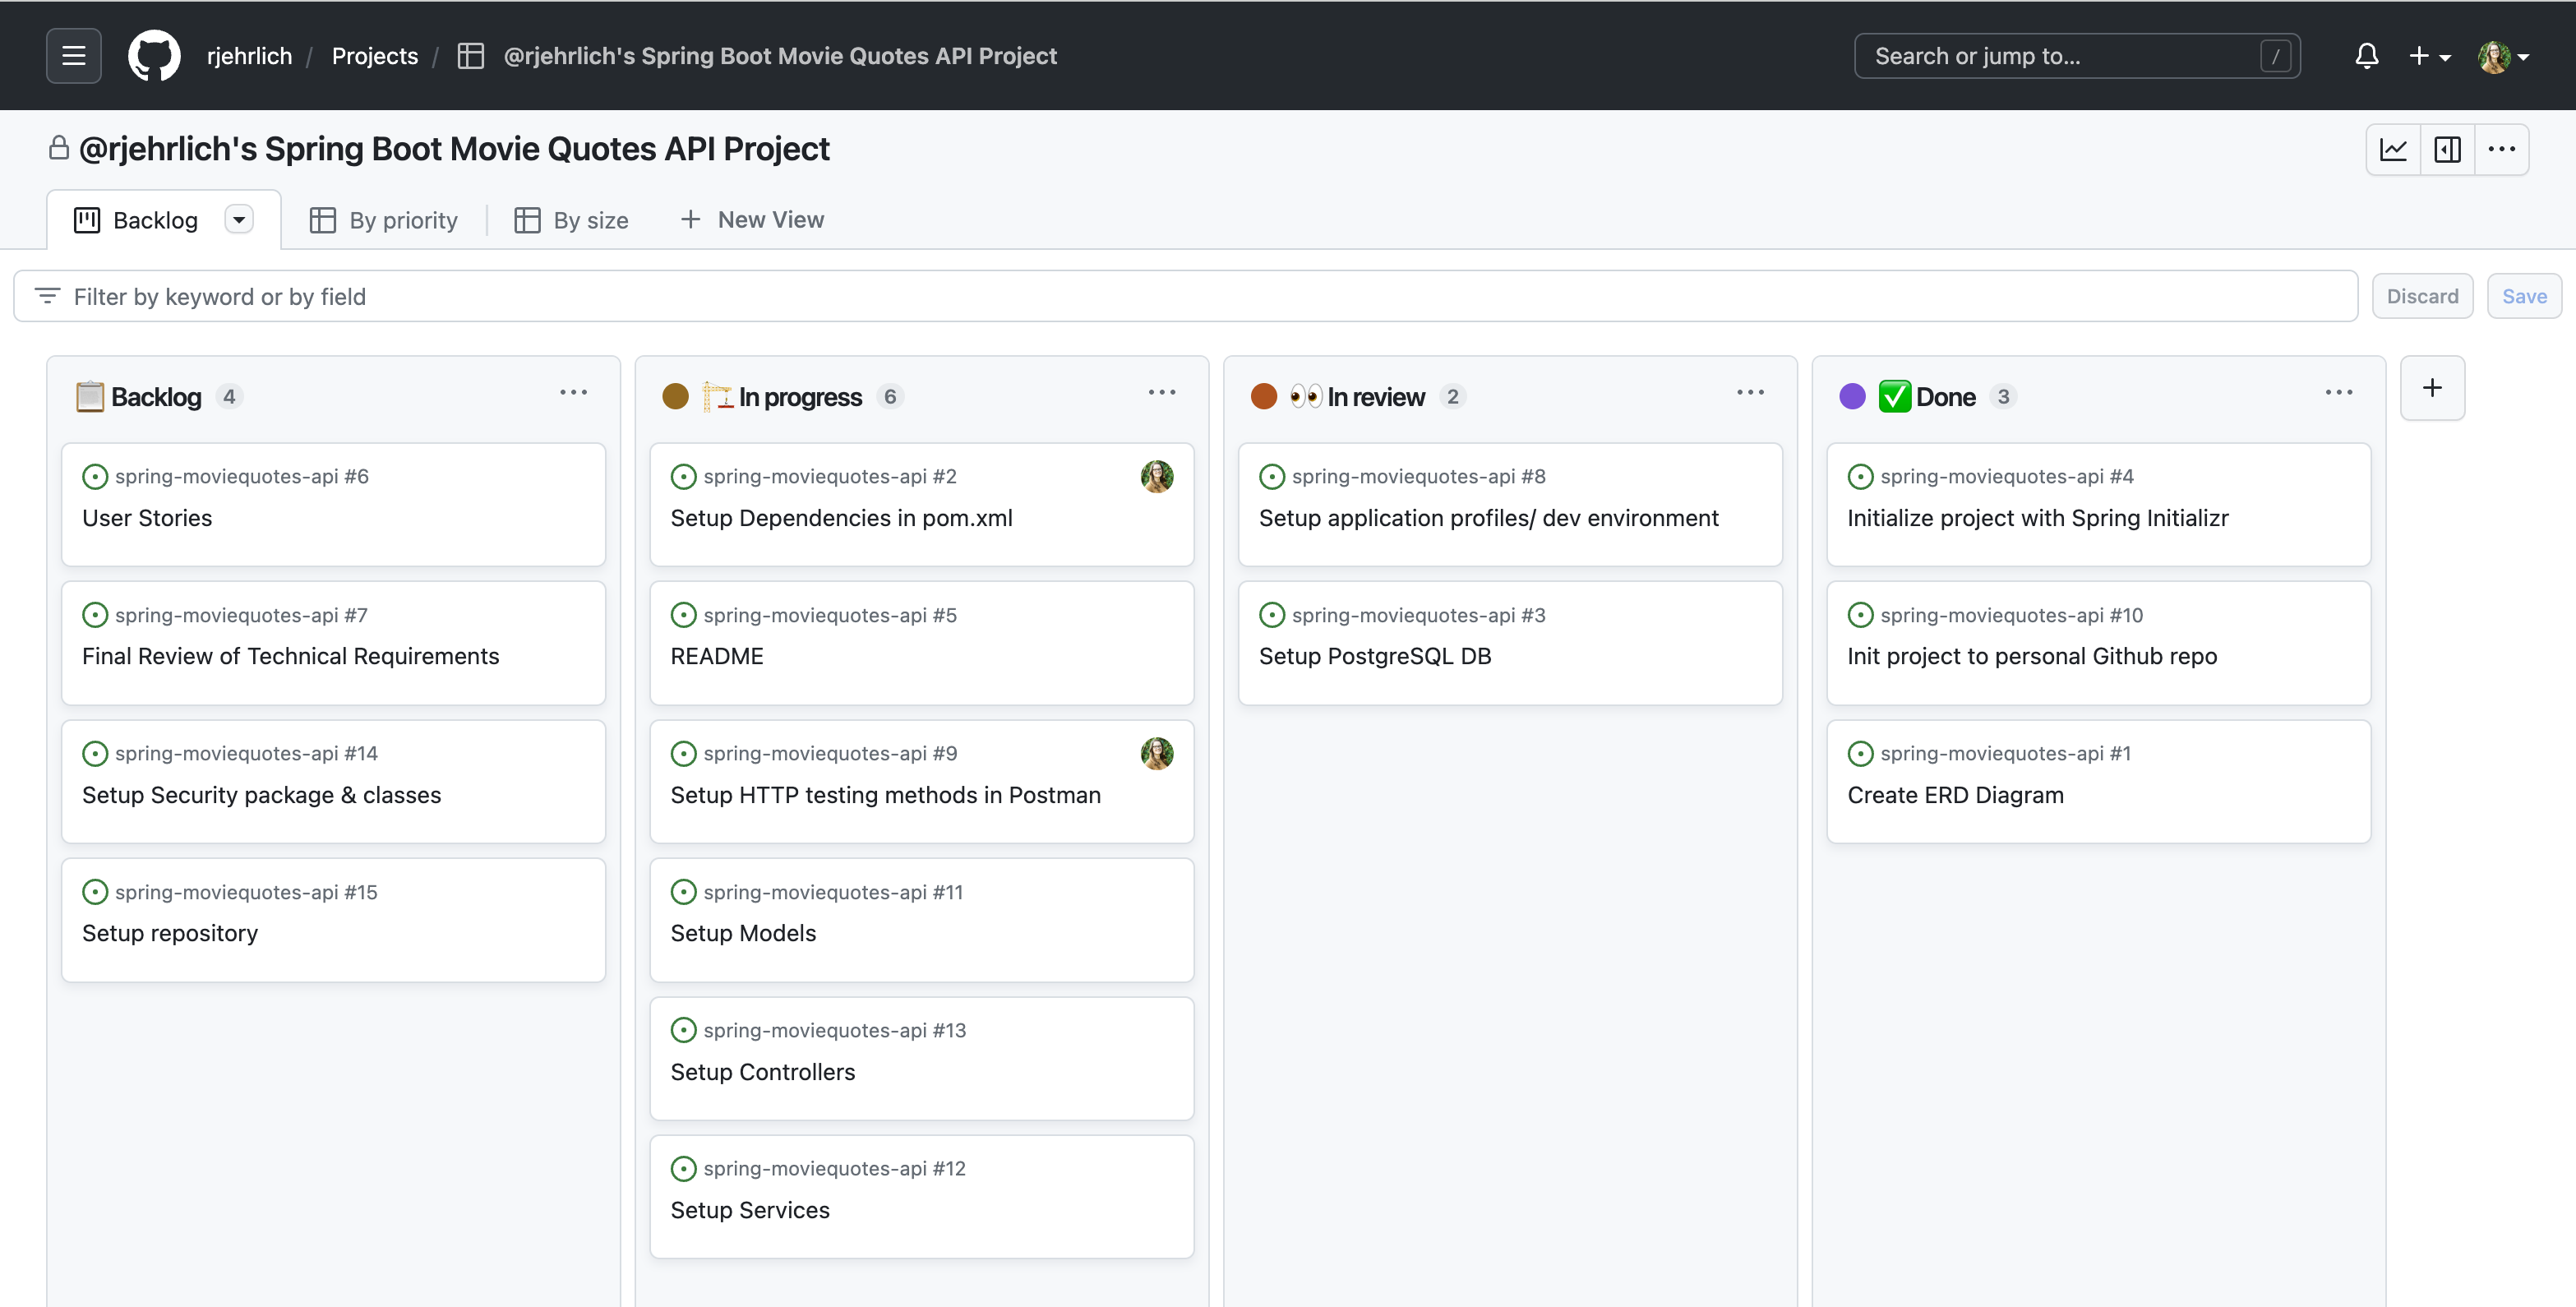 rjehrlich / Projects / @rjehrlich's Spring Boot Movie Quotes API Project
Search or jump to... /
@rjehrlich's Spring Boot Movie Quotes API Project
Backlog
By priority
By size
+ New View
Filter by keyword or by field
Discard
Save
Backlog 4
spring-moviequotes-api #6
User Stories
spring-moviequotes-api #7
Final Review of Technical Requirements
spring-moviequotes-api #14
Setup Security package & classes
spring-moviequotes-api #15
Setup repository
In progress 6
spring-moviequotes-api #2
Setup Dependencies in pom.xml
spring-moviequotes-api #5
README
spring-moviequotes-api #9
Setup HTTP testing methods in Postman
spring-moviequotes-api #11
Setup Models
spring-moviequotes-api #13
Setup Controllers
spring-moviequotes-api #12
Setup Services
In review 2
spring-moviequotes-api #8
Setup application profiles/ dev environment
spring-moviequotes-api #3
Setup PostgreSQL DB
Done 3
spring-moviequotes-api #4
Initialize project with Spring Initializr
spring-moviequotes-api #10
Init project to personal Github repo
spring-moviequotes-api #1
Create ERD Diagram